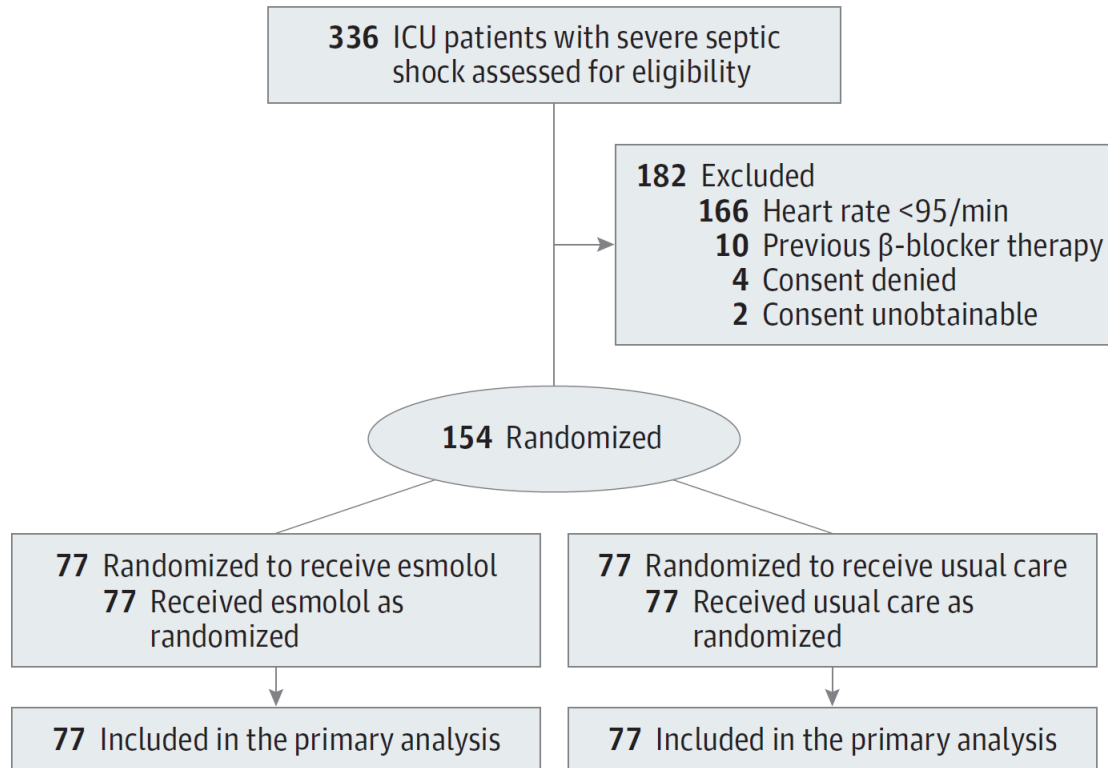 336 ICU patients with severe septic
shock assessed for eligibility
182 Excluded
166 Heart rate <95/min
10 Previous β-blocker therapy
4 Consent denied
2 Consent unobtainable
154 Randomized
77 Randomized to receive esmolol
77 Received esmolol as
randomized
77 Randomized to receive usual care
77 Received usual care as
randomized
77 Included in the primary analysis
77 Included in the primary analysis